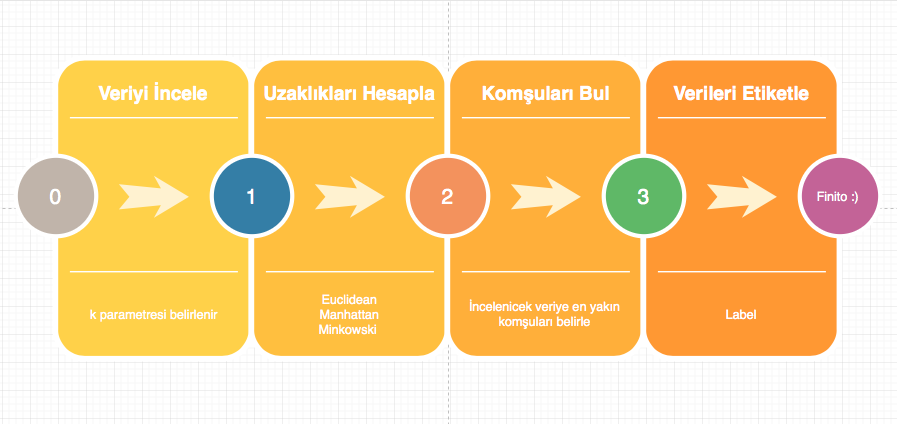 Veriyi İncele
Uzaklıkları Hesapla
Komşuları Bul
Verileri Etiketle
0
1
2
3
Finito :)
k parametresi belirlenir
Euclidean
Manhattan
Minkowski
İncelenicek veriye en yakın
komşuları belirle
Label